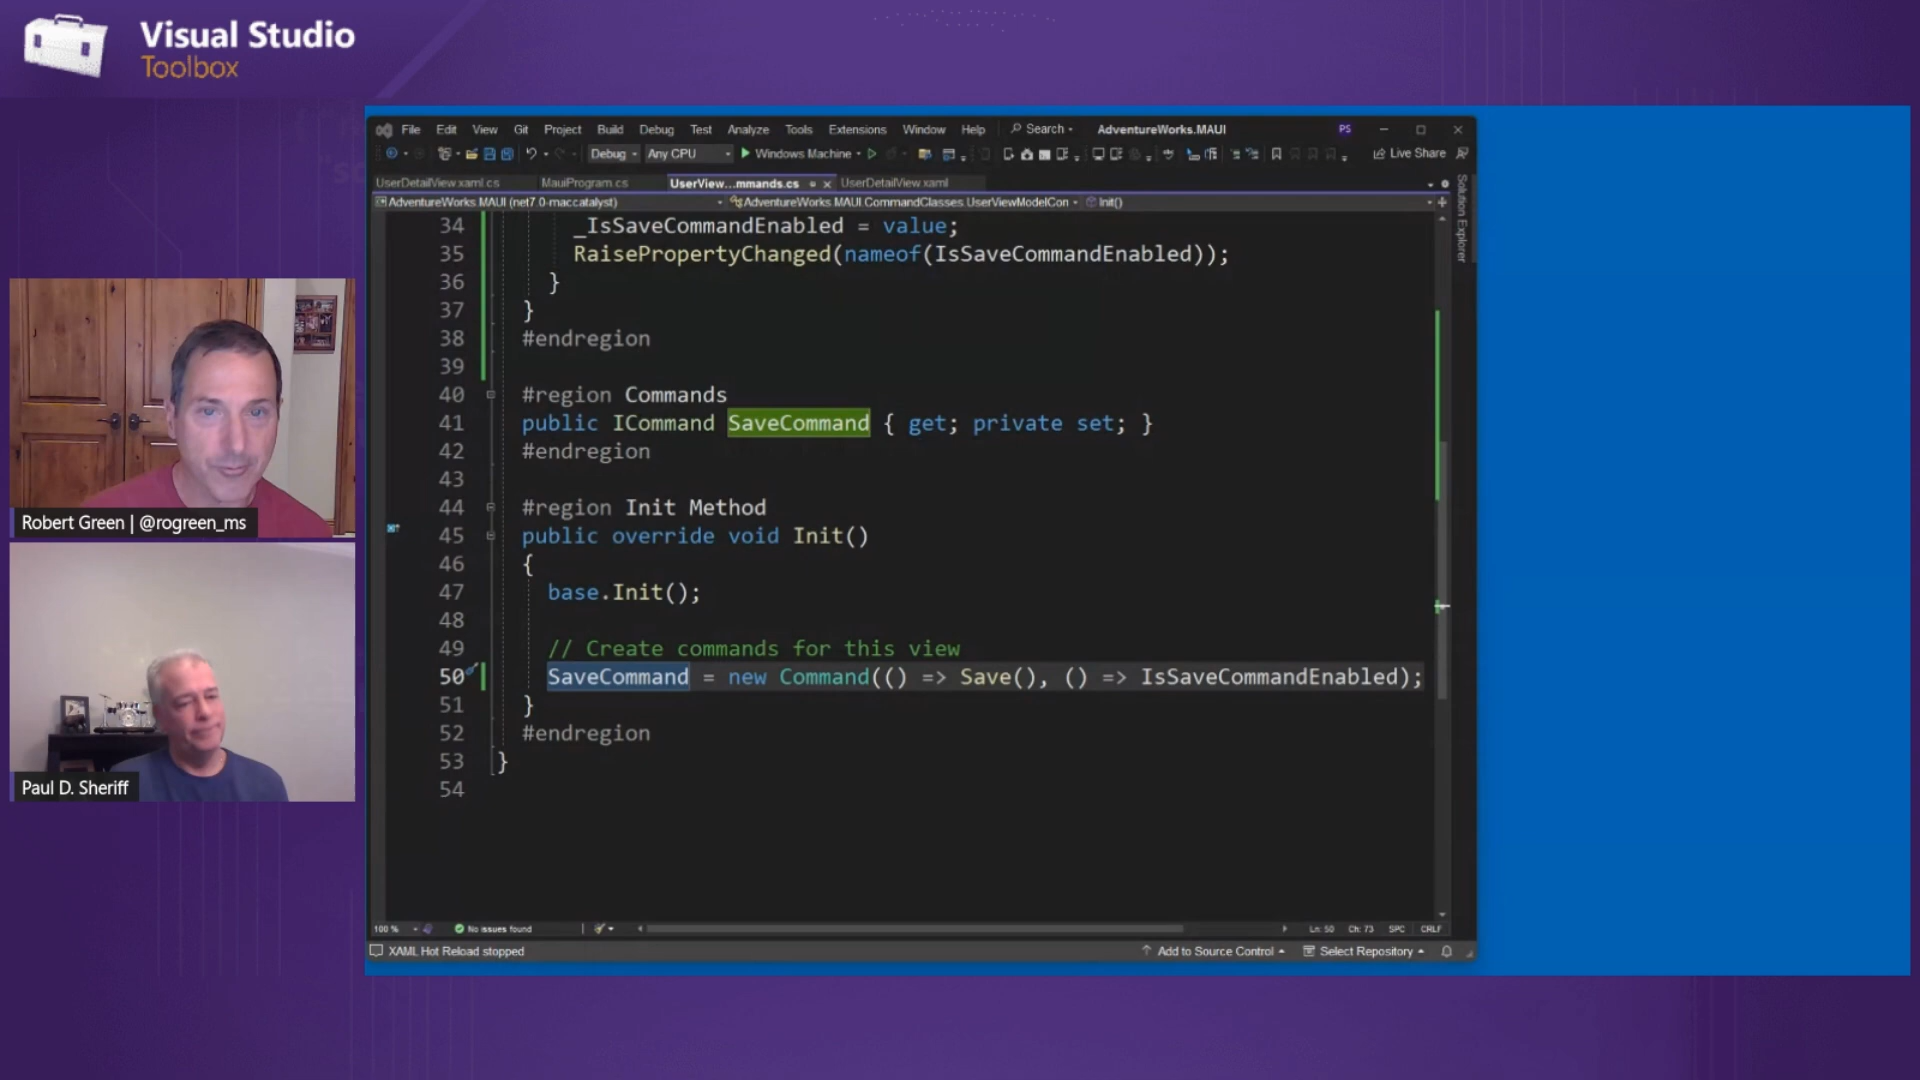 Visual Studio
Toolbox
File Edit View Git Project Build Debug Test Analyze Tools Extensions Window Help Search AdventureWorks.MAUI PS
Debug Any CPU Windows Machine Live Share
UserDetailView.xaml.cs MauiProgram.cs UserView...mmands.cs UserDetailView.xaml
AdventureWorks.MAUI (net7.0-maccatalyst) AdventureWorks.MAUI.CommandClasses.UserViewModelCon Init()
Solution Explorer
34 _IsSaveCommandEnabled = value;
35 RaisePropertyChanged(nameof(IsSaveCommandEnabled));
36 }
37 }
38 #endregion
39
40 #region Commands
41 public ICommand SaveCommand { get; private set; }
42 #endregion
43
44 #region Init Method
45 public override void Init()
46 {
47 base.Init();
48
49 // Create commands for this view
50 SaveCommand = new Command(() => Save(), () => IsSaveCommandEnabled);
51 }
52 #endregion
53 }
54
100 % No issues found Ln: 50 Ch: 73 SPC CRLF
XAML Hot Reload stopped Add to Source Control Select Repository
Robert Green | @rogreen_ms
Paul D. Sheriff